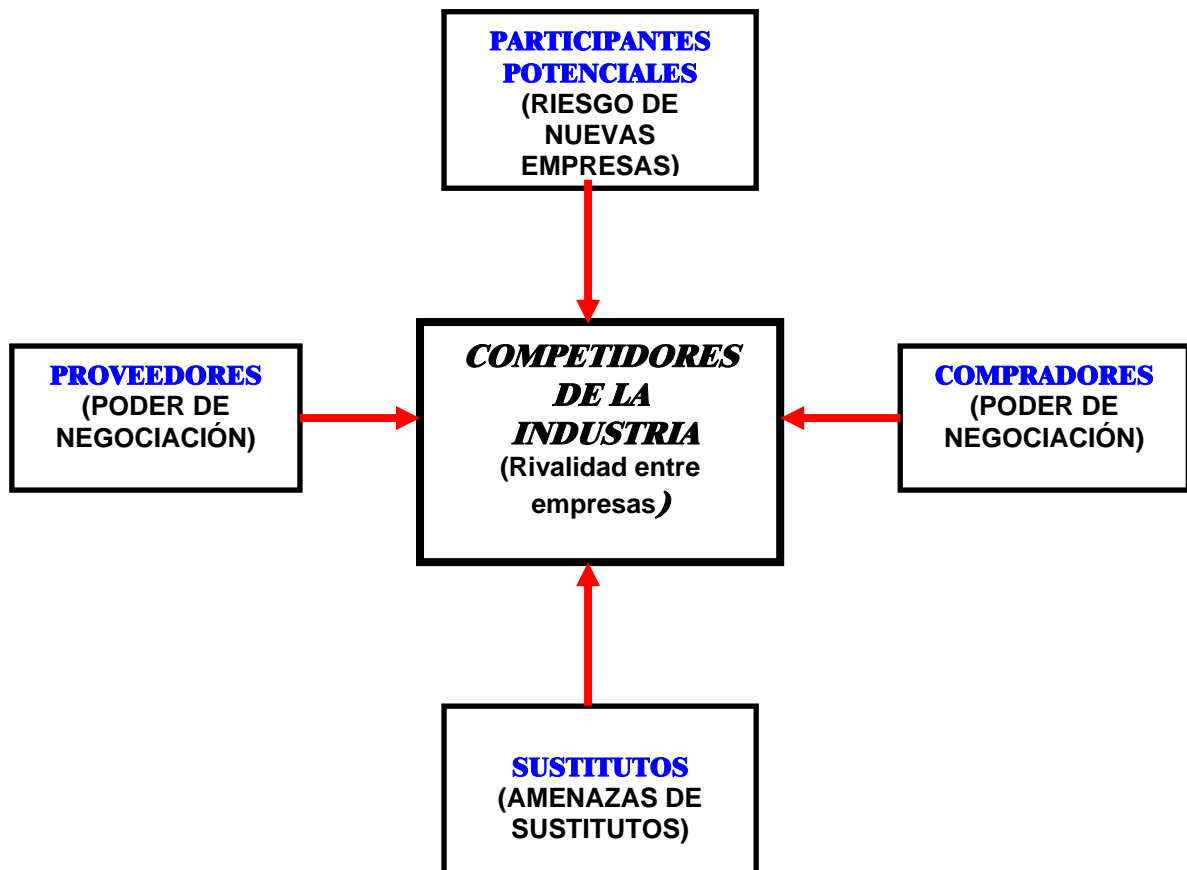 PARTICIPANTES
POTENCIALES
(RIESGO DE
NUEVAS
EMPRESAS)
PROVEEDORES
(PODER DE
NEGOCIACIÓN)
COMPETIDORES
DE LA
INDUSTRIA
(Rivalidad entre
empresas)
COMPRADORES
(PODER DE
NEGOCIACIÓN)
SUSTITUTOS
(AMENAZAS DE
SUSTITUTOS)